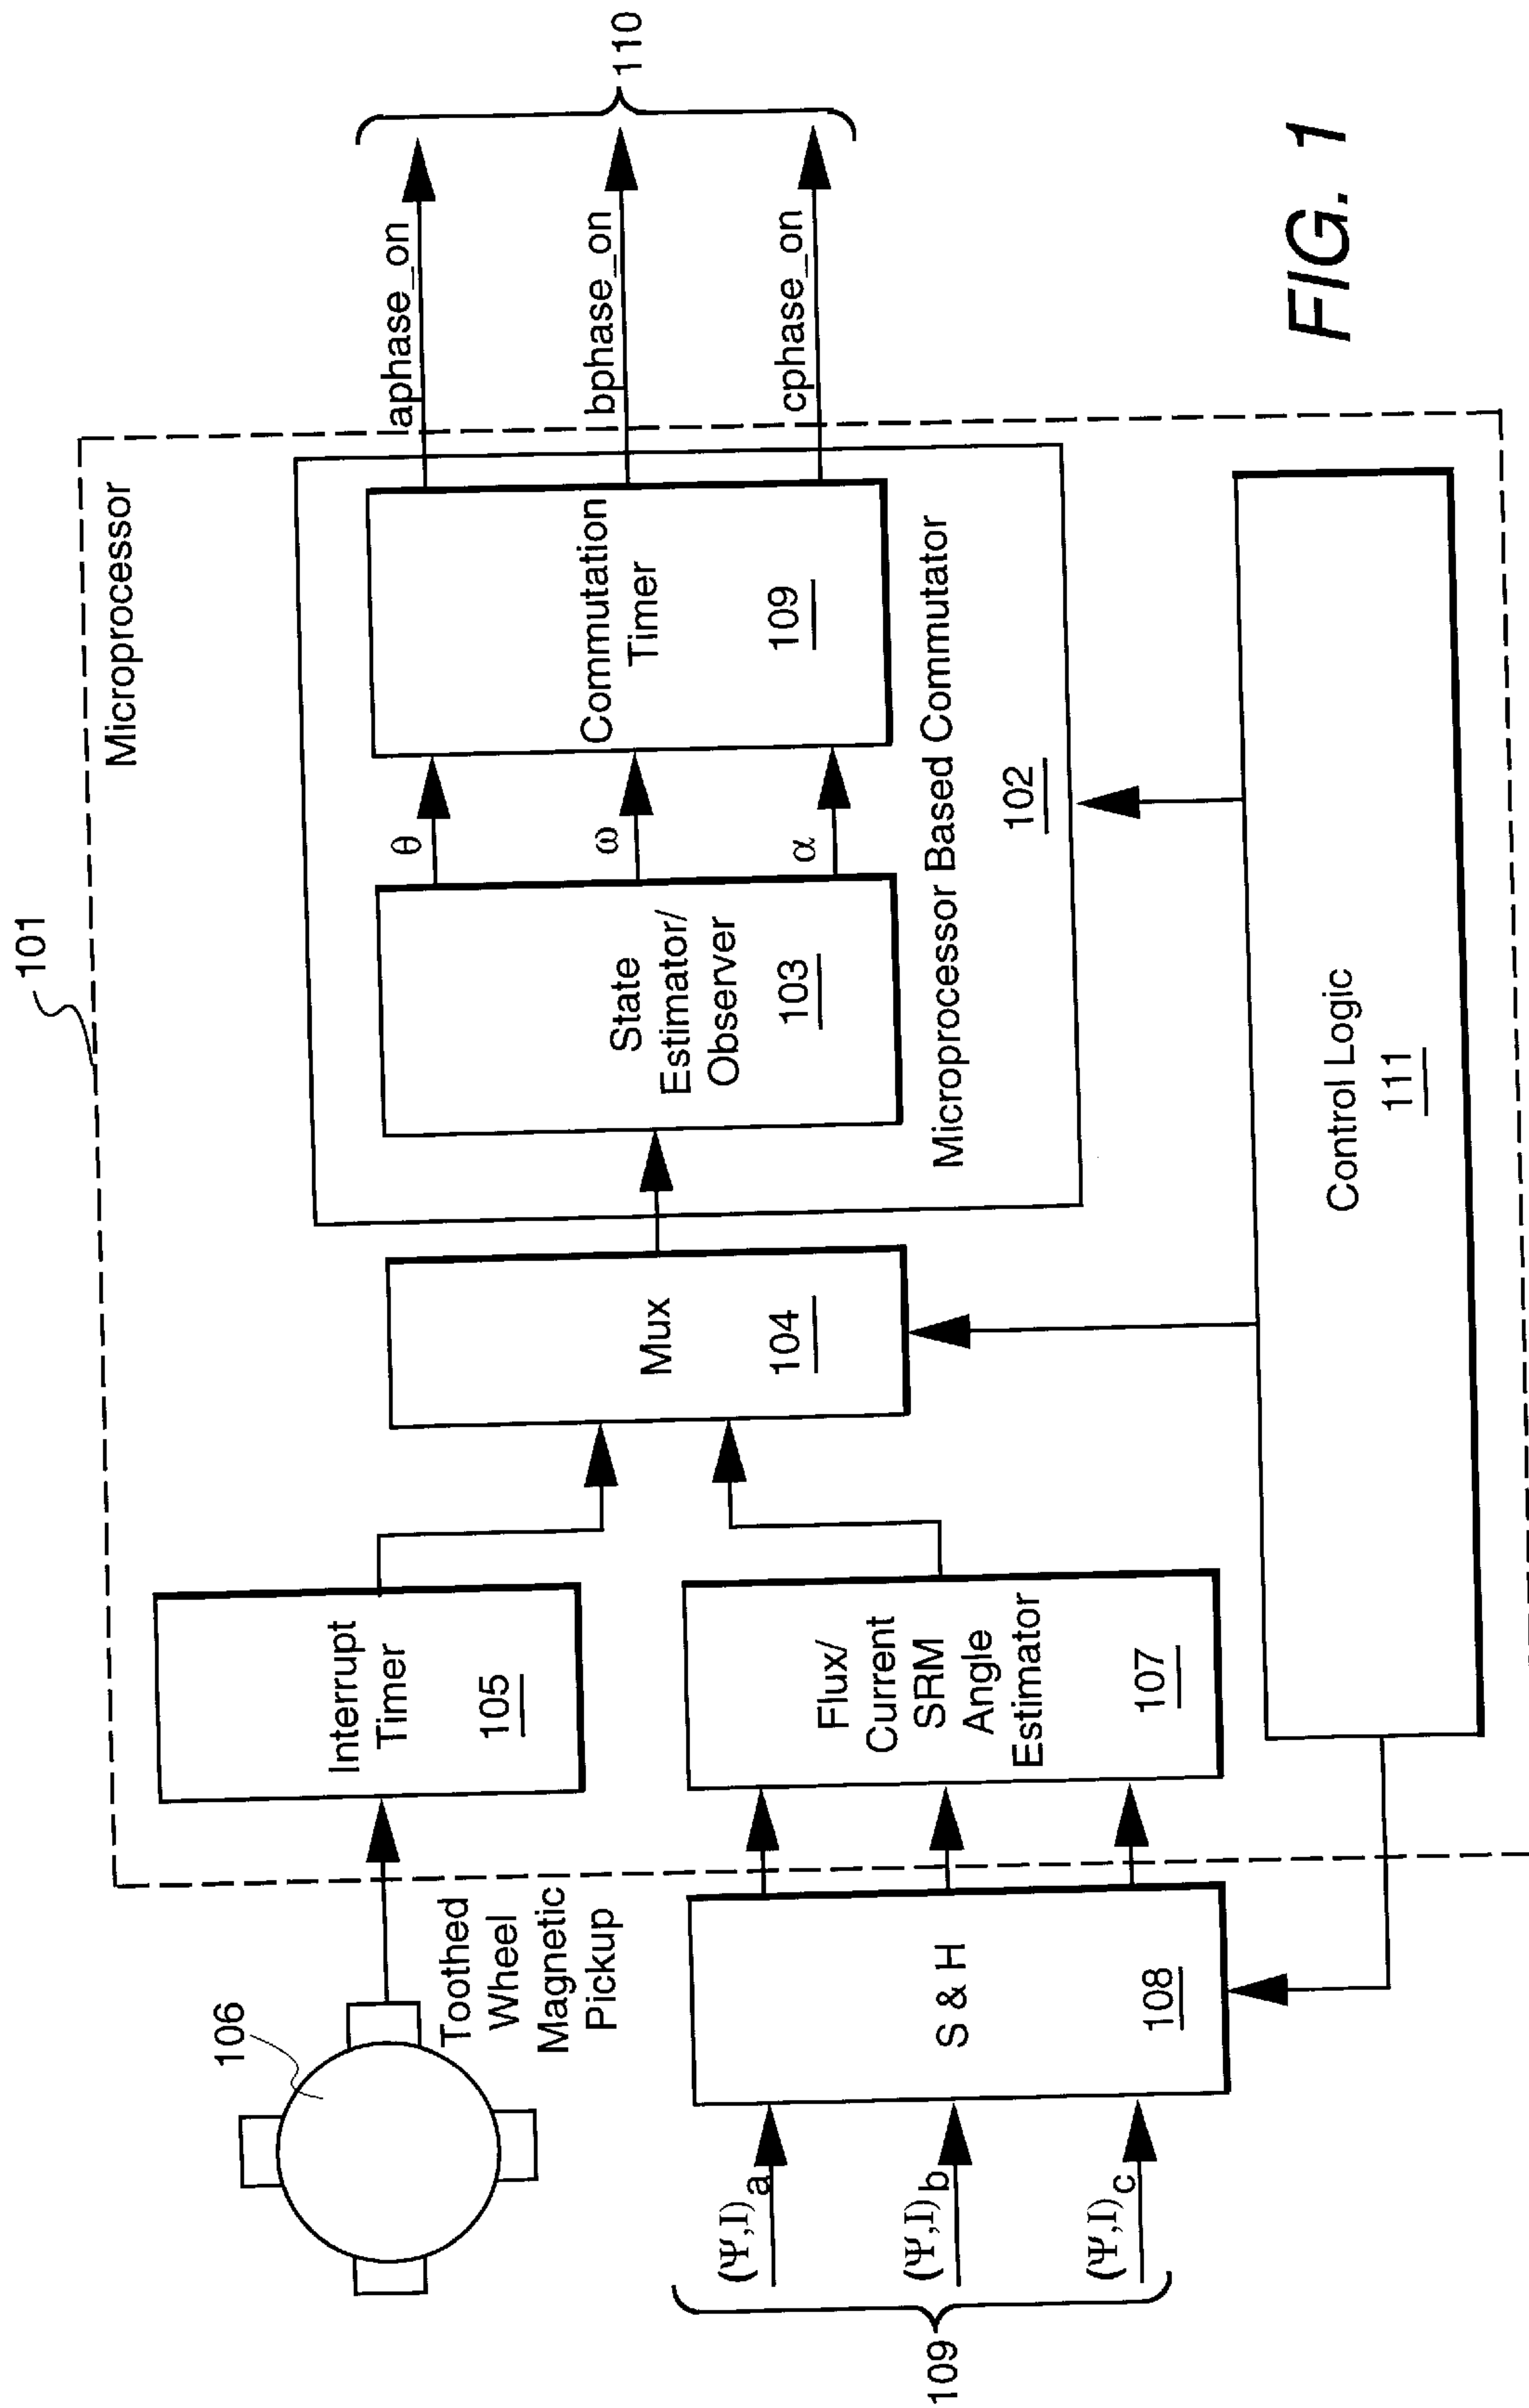 101
Microprocessor
106
Toothed
Wheel
Magnetic
Pickup
Interrupt
Timer
105
109
(Ψ,I)a
(Ψ,I)b
(Ψ,I)c
S & H
108
Flux/
Current
SRM
Angle
Estimator
107
Mux
104
State
Estimator/
Observer
103
θ
ω
α
Commutation
Timer
109
Microprocessor Based Commutator
102
aphase_on
bphase_on
cphase_on
110
Control Logic
111
FIG. 1